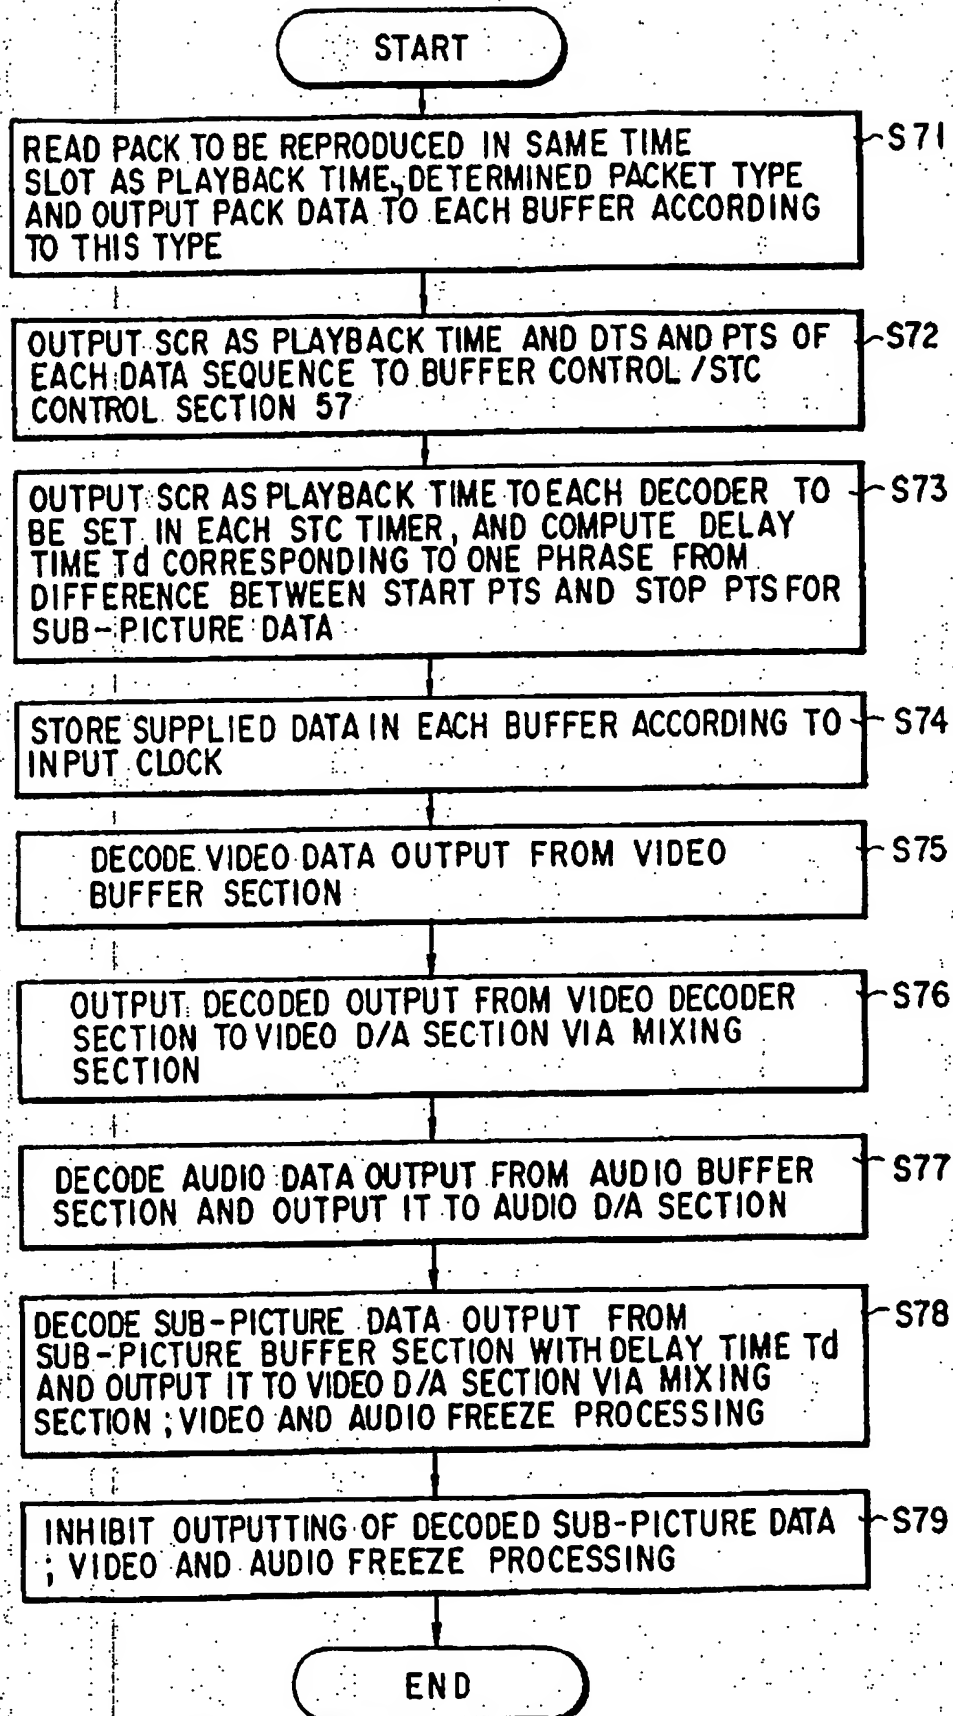 START
READ PACK TO BE REPRODUCED IN SAME TIME
SLOT AS PLAYBACK TIME, DETERMINED PACKET TYPE
AND OUTPUT PACK DATA TO EACH BUFFER ACCORDING
TO THIS TYPE
S71
OUTPUT SCR AS PLAYBACK TIME AND DTS AND PTS OF
EACH DATA SEQUENCE TO BUFFER CONTROL/STC
CONTROL SECTION 57
S72
OUTPUT SCR AS PLAYBACK TIME TO EACH DECODER TO
BE SET IN EACH STC TIMER, AND COMPUTE DELAY
TIME Td CORRESPONDING TO ONE PHRASE FROM
DIFFERENCE BETWEEN START PTS AND STOP PTS FOR
SUB-PICTURE DATA
S73
STORE SUPPLIED DATA IN EACH BUFFER ACCORDING TO
INPUT CLOCK
S74
DECODE VIDEO DATA OUTPUT FROM VIDEO
BUFFER SECTION
S75
OUTPUT DECODED OUTPUT FROM VIDEO DECODER
SECTION TO VIDEO D/A SECTION VIA MIXING
SECTION
S76
DECODE AUDIO DATA OUTPUT FROM AUDIO BUFFER
SECTION AND OUTPUT IT TO AUDIO D/A SECTION
S77
DECODE SUB-PICTURE DATA OUTPUT FROM
SUB-PICTURE BUFFER SECTION WITH DELAY TIME Td
AND OUTPUT IT TO VIDEO D/A SECTION VIA MIXING
SECTION ; VIDEO AND AUDIO FREEZE PROCESSING
S78
INHIBIT OUTPUTTING OF DECODED SUB-PICTURE DATA
; VIDEO AND AUDIO FREEZE PROCESSING
S79
END